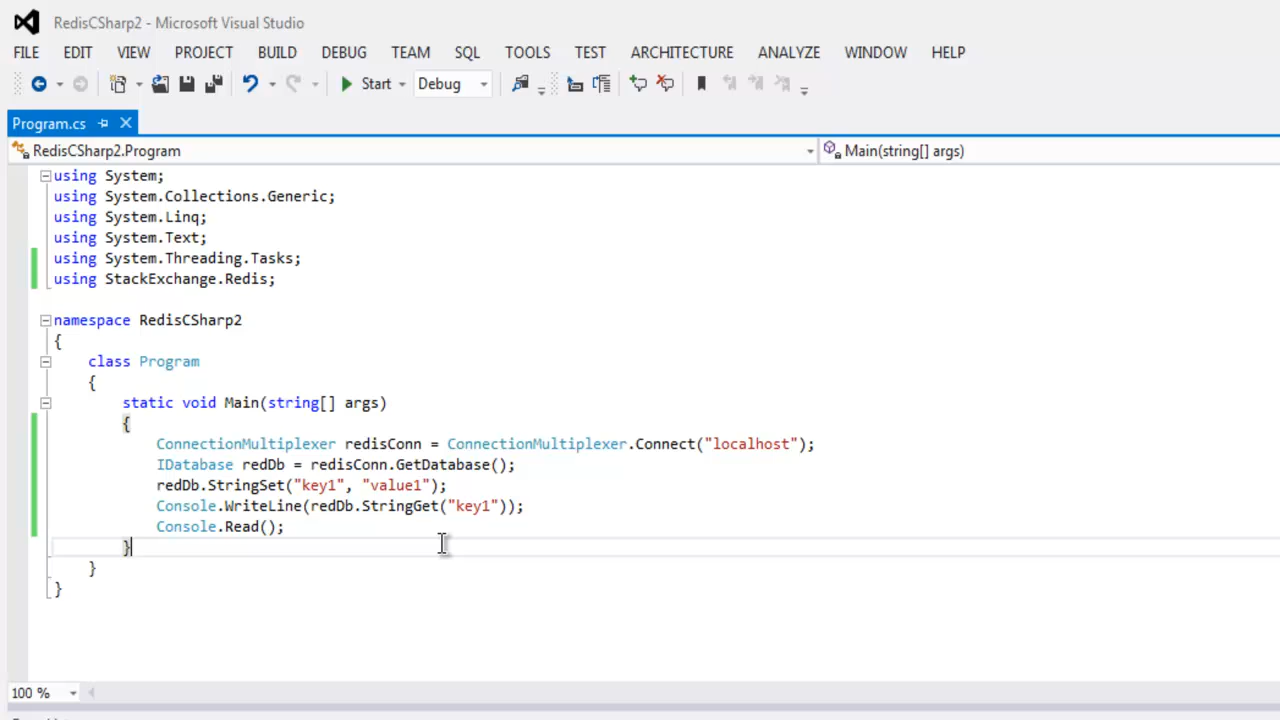 RedisCSharp2 - Microsoft Visual Studio
FILE EDIT VIEW PROJECT BUILD DEBUG TEAM SQL TOOLS TEST ARCHITECTURE ANALYZE WINDOW HELP
Start Debug
Program.cs
RedisCSharp2.Program Main(string[] args)
using System;
using System.Collections.Generic;
using System.Linq;
using System.Text;
using System.Threading.Tasks;
using StackExchange.Redis;
namespace RedisCSharp2
{
class Program
{
static void Main(string[] args)
{
ConnectionMultiplexer redisConn = ConnectionMultiplexer.Connect("localhost");
IDatabase redDb = redisConn.GetDatabase();
redDb.StringSet("key1", "value1");
Console.WriteLine(redDb.StringGet("key1"));
Console.Read();
}
}
}
100 %